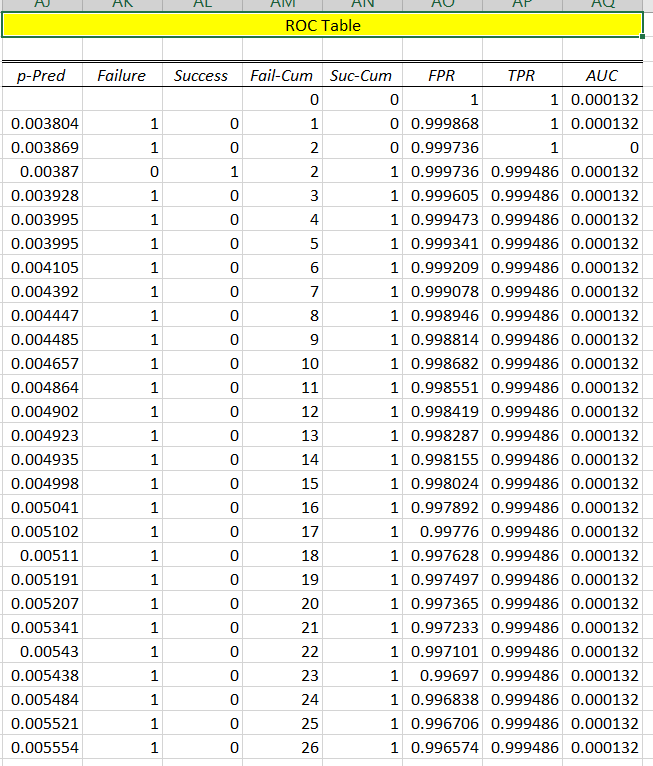 AJ AK AL AM AN AO AP AQ
ROC Table
p-Pred Failure Success Fail-Cum Suc-Cum FPR TPR AUC
0 0 1 1 0.000132
0.003804 1 0 1 0 0.999868 1 0.000132
0.003869 1 0 2 0 0.999736 1 0
0.00387 0 1 2 1 0.999736 0.999486 0.000132
0.003928 1 0 3 1 0.999605 0.999486 0.000132
0.003995 1 0 4 1 0.999473 0.999486 0.000132
0.003995 1 0 5 1 0.999341 0.999486 0.000132
0.004105 1 0 6 1 0.999209 0.999486 0.000132
0.004392 1 0 7 1 0.999078 0.999486 0.000132
0.004447 1 0 8 1 0.998946 0.999486 0.000132
0.004485 1 0 9 1 0.998814 0.999486 0.000132
0.004657 1 0 10 1 0.998682 0.999486 0.000132
0.004864 1 0 11 1 0.998551 0.999486 0.000132
0.004902 1 0 12 1 0.998419 0.999486 0.000132
0.004923 1 0 13 1 0.998287 0.999486 0.000132
0.004935 1 0 14 1 0.998155 0.999486 0.000132
0.004998 1 0 15 1 0.998024 0.999486 0.000132
0.005041 1 0 16 1 0.997892 0.999486 0.000132
0.005102 1 0 17 1 0.99776 0.999486 0.000132
0.00511 1 0 18 1 0.997628 0.999486 0.000132
0.005191 1 0 19 1 0.997497 0.999486 0.000132
0.005207 1 0 20 1 0.997365 0.999486 0.000132
0.005341 1 0 21 1 0.997233 0.999486 0.000132
0.00543 1 0 22 1 0.997101 0.999486 0.000132
0.005438 1 0 23 1 0.99697 0.999486 0.000132
0.005484 1 0 24 1 0.996838 0.999486 0.000132
0.005521 1 0 25 1 0.996706 0.999486 0.000132
0.005554 1 0 26 1 0.996574 0.999486 0.000132